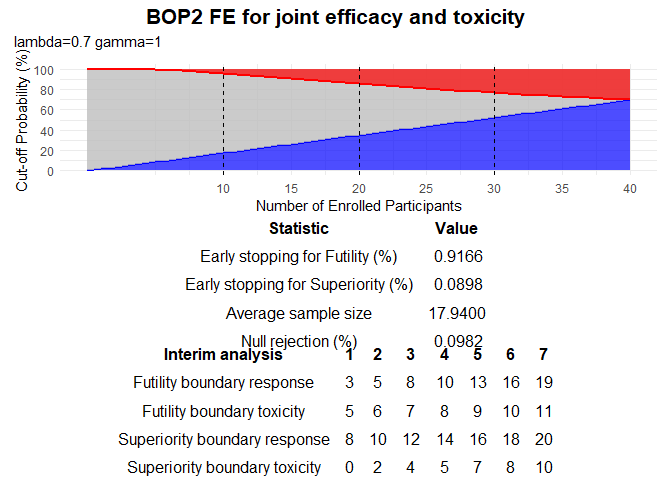 BOP2 FE for joint efficacy and toxicity
lambda=0.7 gamma=1
Cut-off Probability (%)
100
80
60
40
20
0
10 15 20 25 30 35 40
Number of Enrolled Participants
Statistic Value
Early stopping for Futility (%) 0.9166
Early stopping for Superiority (%) 0.0898
Average sample size 17.9400
Null rejection (%) 0.0982
Interim analysis 1 2 3 4 5 6 7
Futility boundary response 3 5 8 10 13 16 19
Futility boundary toxicity 5 6 7 8 9 10 11
Superiority boundary response 8 10 12 14 16 18 20
Superiority boundary toxicity 0 2 4 5 7 8 10